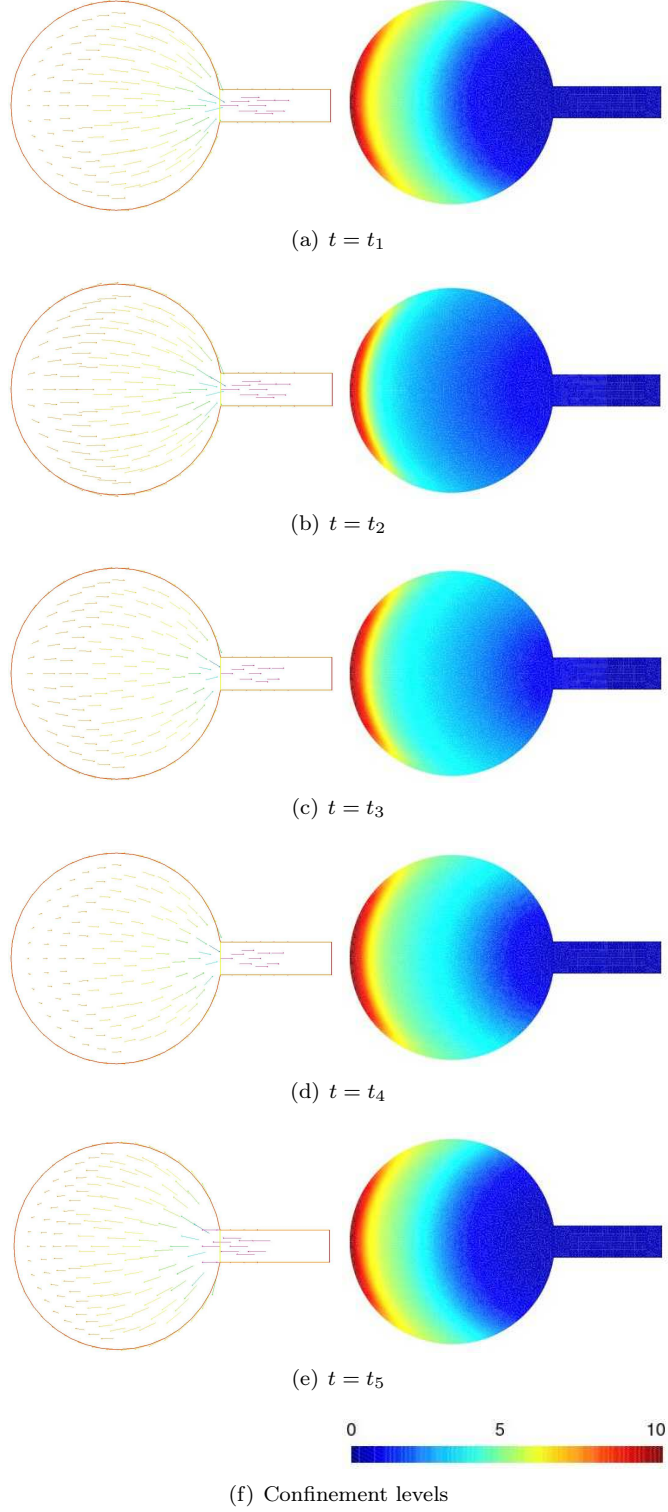 (a) t = t₁
(b) t = t₂
(c) t = t₃
(d) t = t₄
(e) t = t₅
0 5 10
(f) Confinement levels